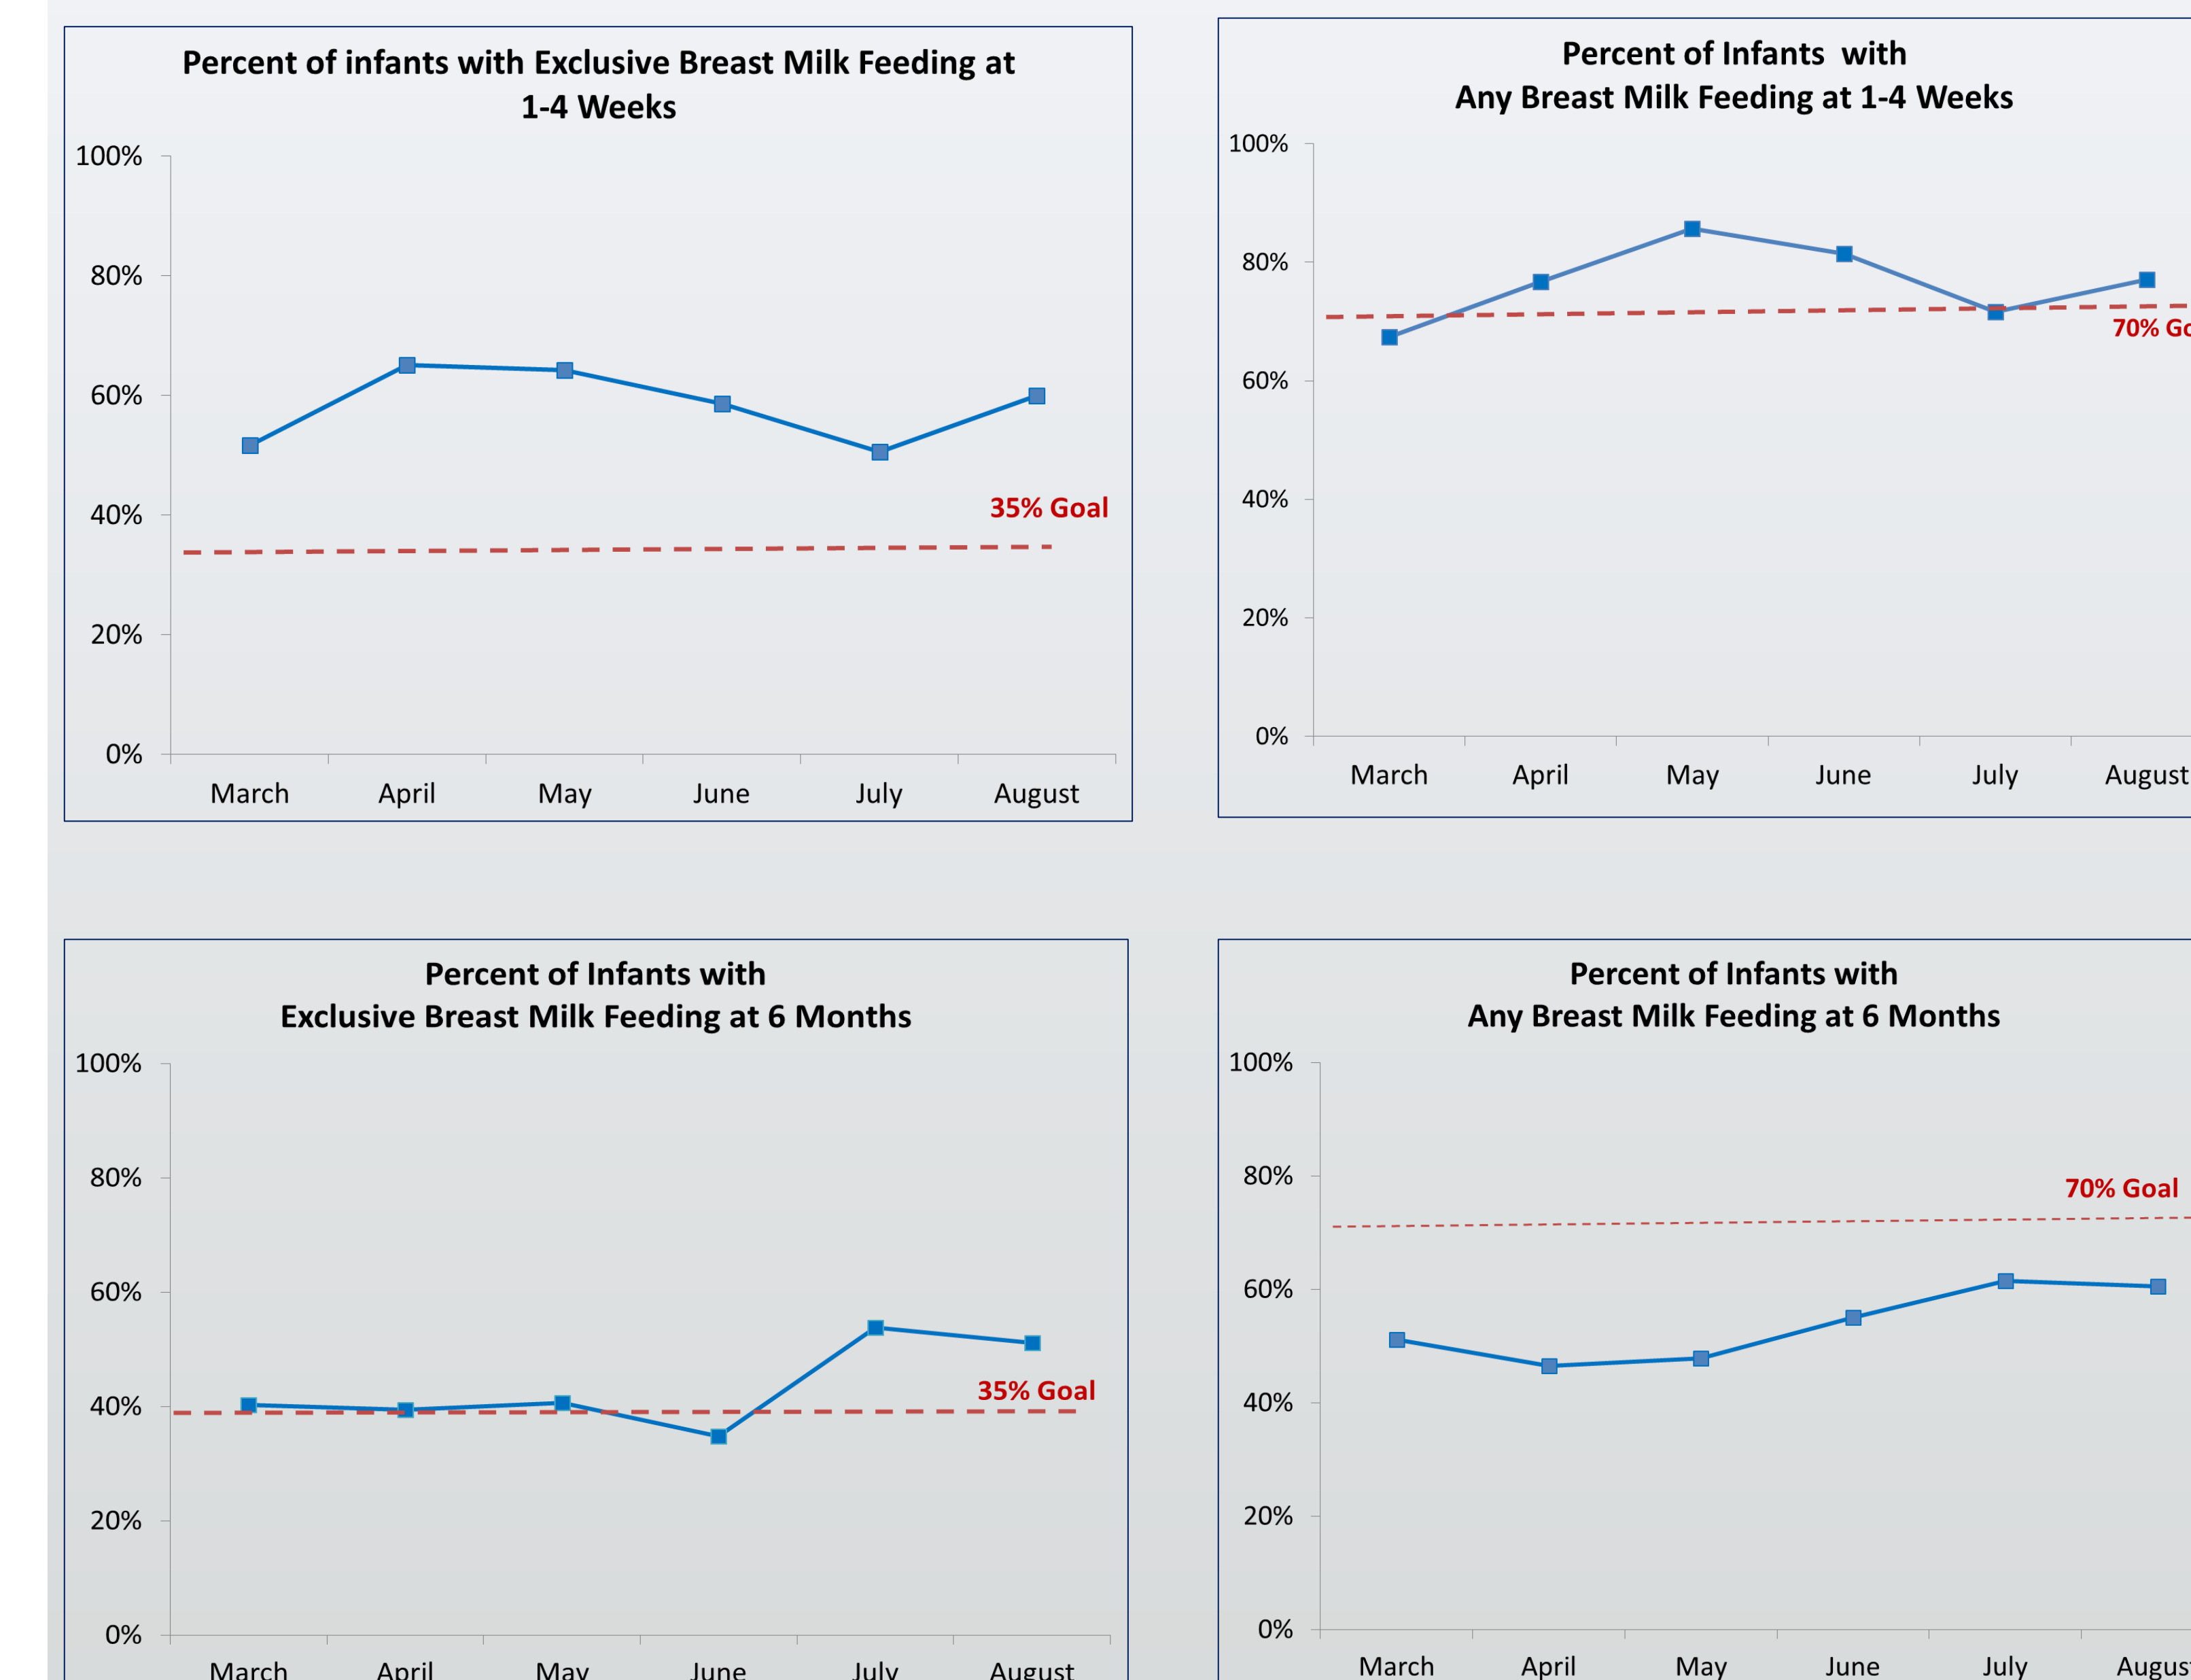 Percent of infants with Exclusive Breast Milk Feeding at
1-4 Weeks
100%
80%
60%
40%
20%
0%
35% Goal
March April May June July August
Percent of Infants with
Any Breast Milk Feeding at 1-4 Weeks
100%
80%
60%
40%
20%
0%
70% Go
March April May June July August
Percent of Infants with
Exclusive Breast Milk Feeding at 6 Months
100%
80%
60%
40%
20%
0%
35% Goal
March April May June July August
Percent of Infants with
Any Breast Milk Feeding at 6 Months
100%
80%
60%
40%
20%
0%
70% Goal
March April May June July August